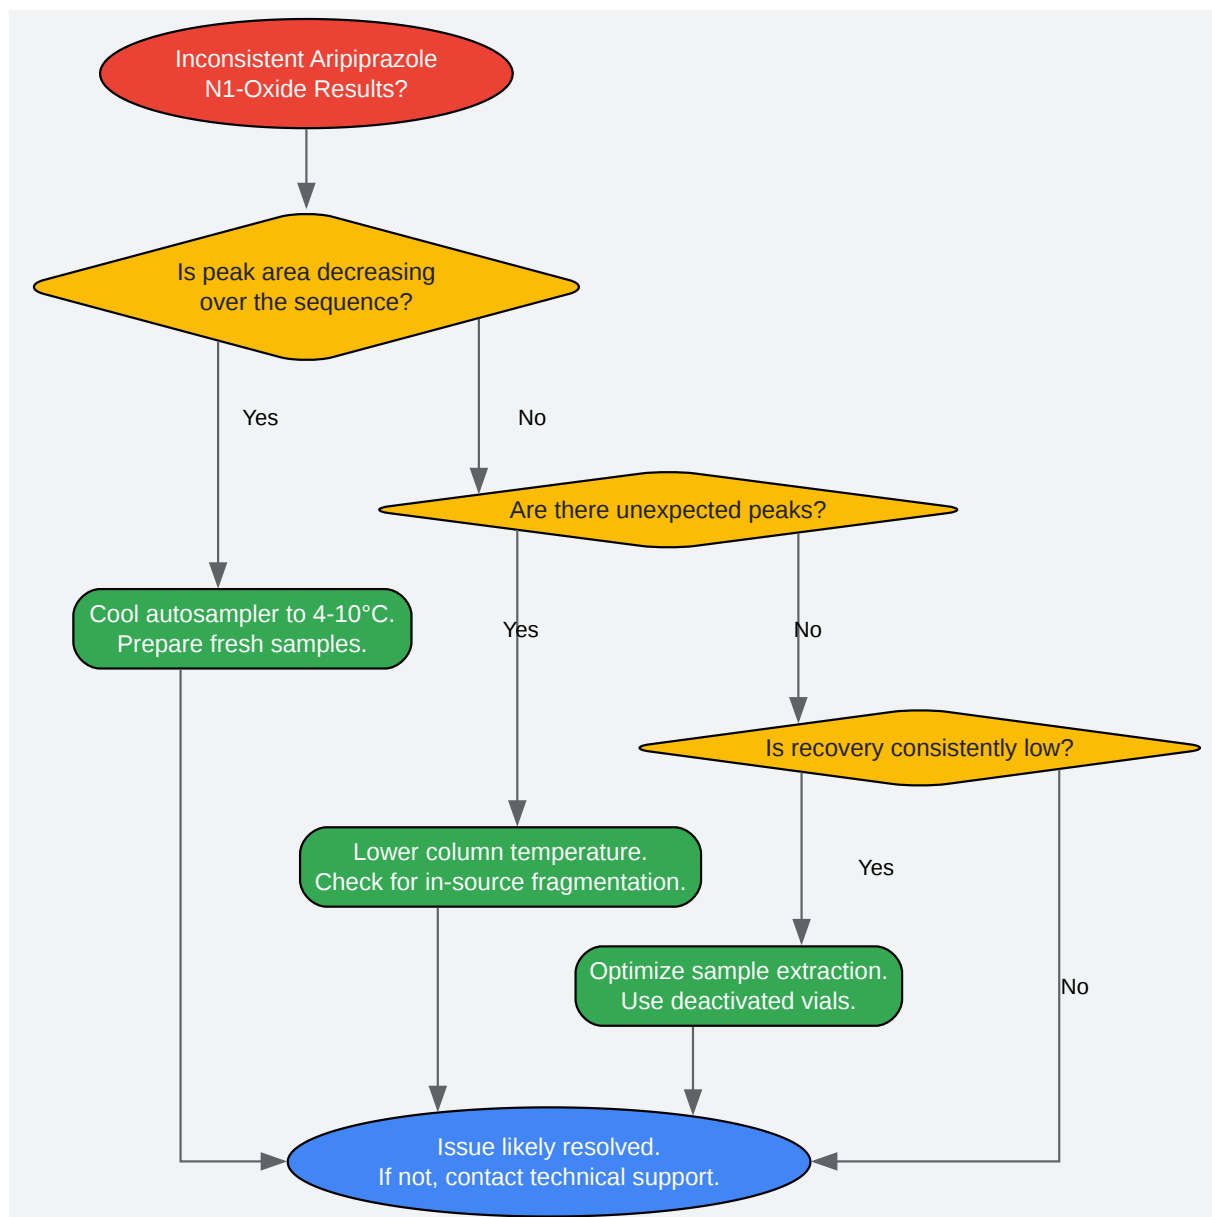 Inconsistent Aripiprazole
N1-Oxide Results?
Is peak area decreasing
over the sequence?
Yes
No
Are there unexpected peaks?
Cool autosampler to 4-10°C.
Prepare fresh samples.
Yes
No
Is recovery consistently low?
Lower column temperature.
Check for in-source fragmentation.
Yes
Optimize sample extraction.
Use deactivated vials.
No
Issue likely resolved.
If not, contact technical support.